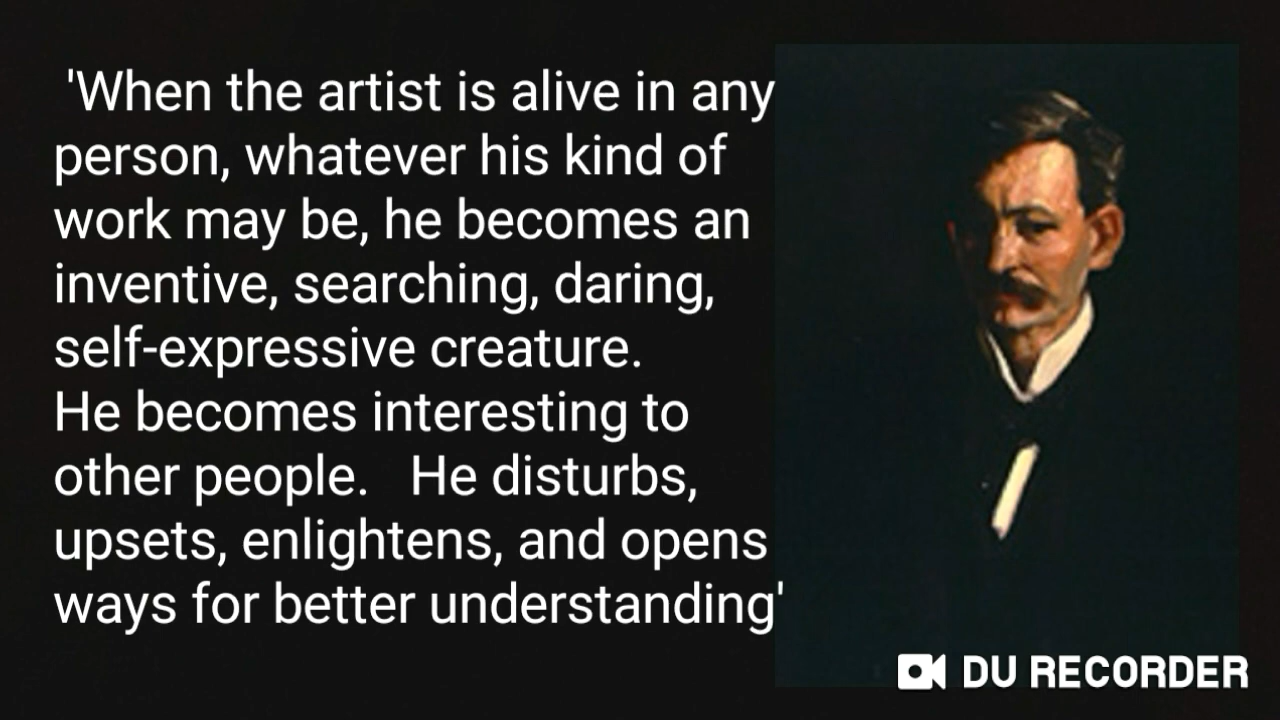 'When the artist is alive in any
person, whatever his kind of
work may be, he becomes an
inventive, searching, daring,
self-expressive creature.
He becomes interesting to
other people.   He disturbs,
upsets, enlightens, and opens
ways for better understanding'
DU RECORDER